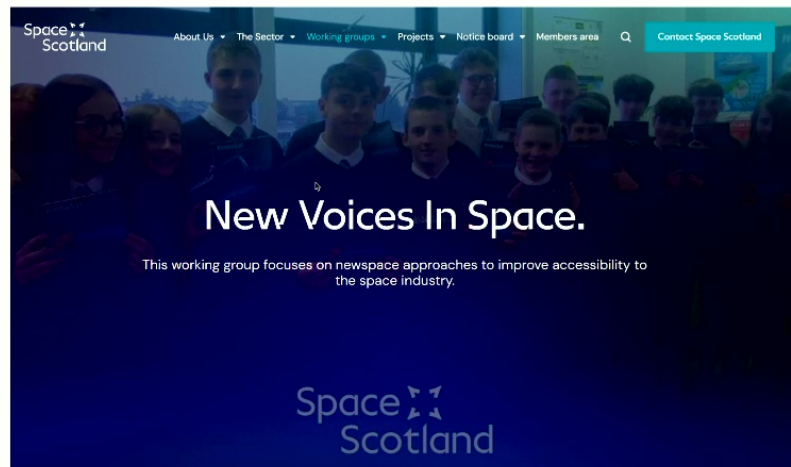 Space
Scotland
About Us The Sector Working groups Projects Notice board Members area Contact Space Scotland
New Voices In Space.
This working group focuses on newspace approaches to improve accessibility to
the space industry.
Space
Scotland